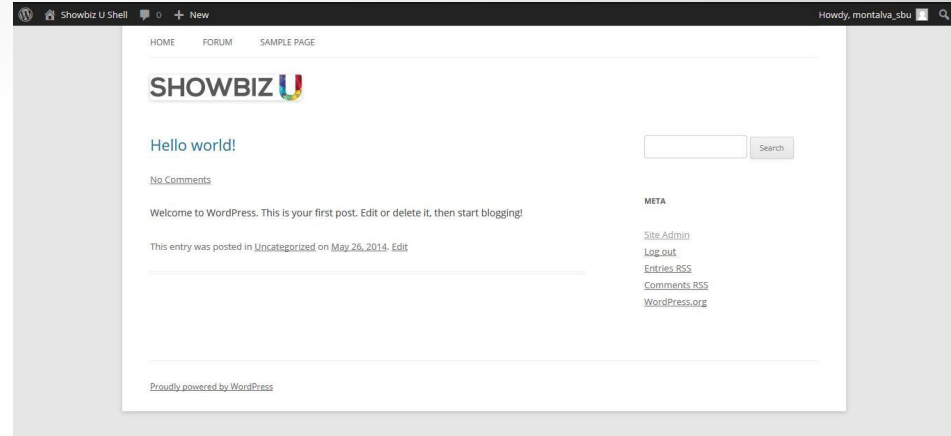 Showbiz U Shell 0 + New Howdy, montalva_sbu
HOME FORUM SAMPLE PAGE
SHOWBIZ U
Hello world!
Search
No Comments
META
Welcome to WordPress. This is your first post. Edit or delete it, then start blogging!
Site Admin
This entry was posted in Uncategorized on May 26, 2014. Edit
Log out
Entries RSS
Comments RSS
WordPress.org
Proudly powered by WordPress